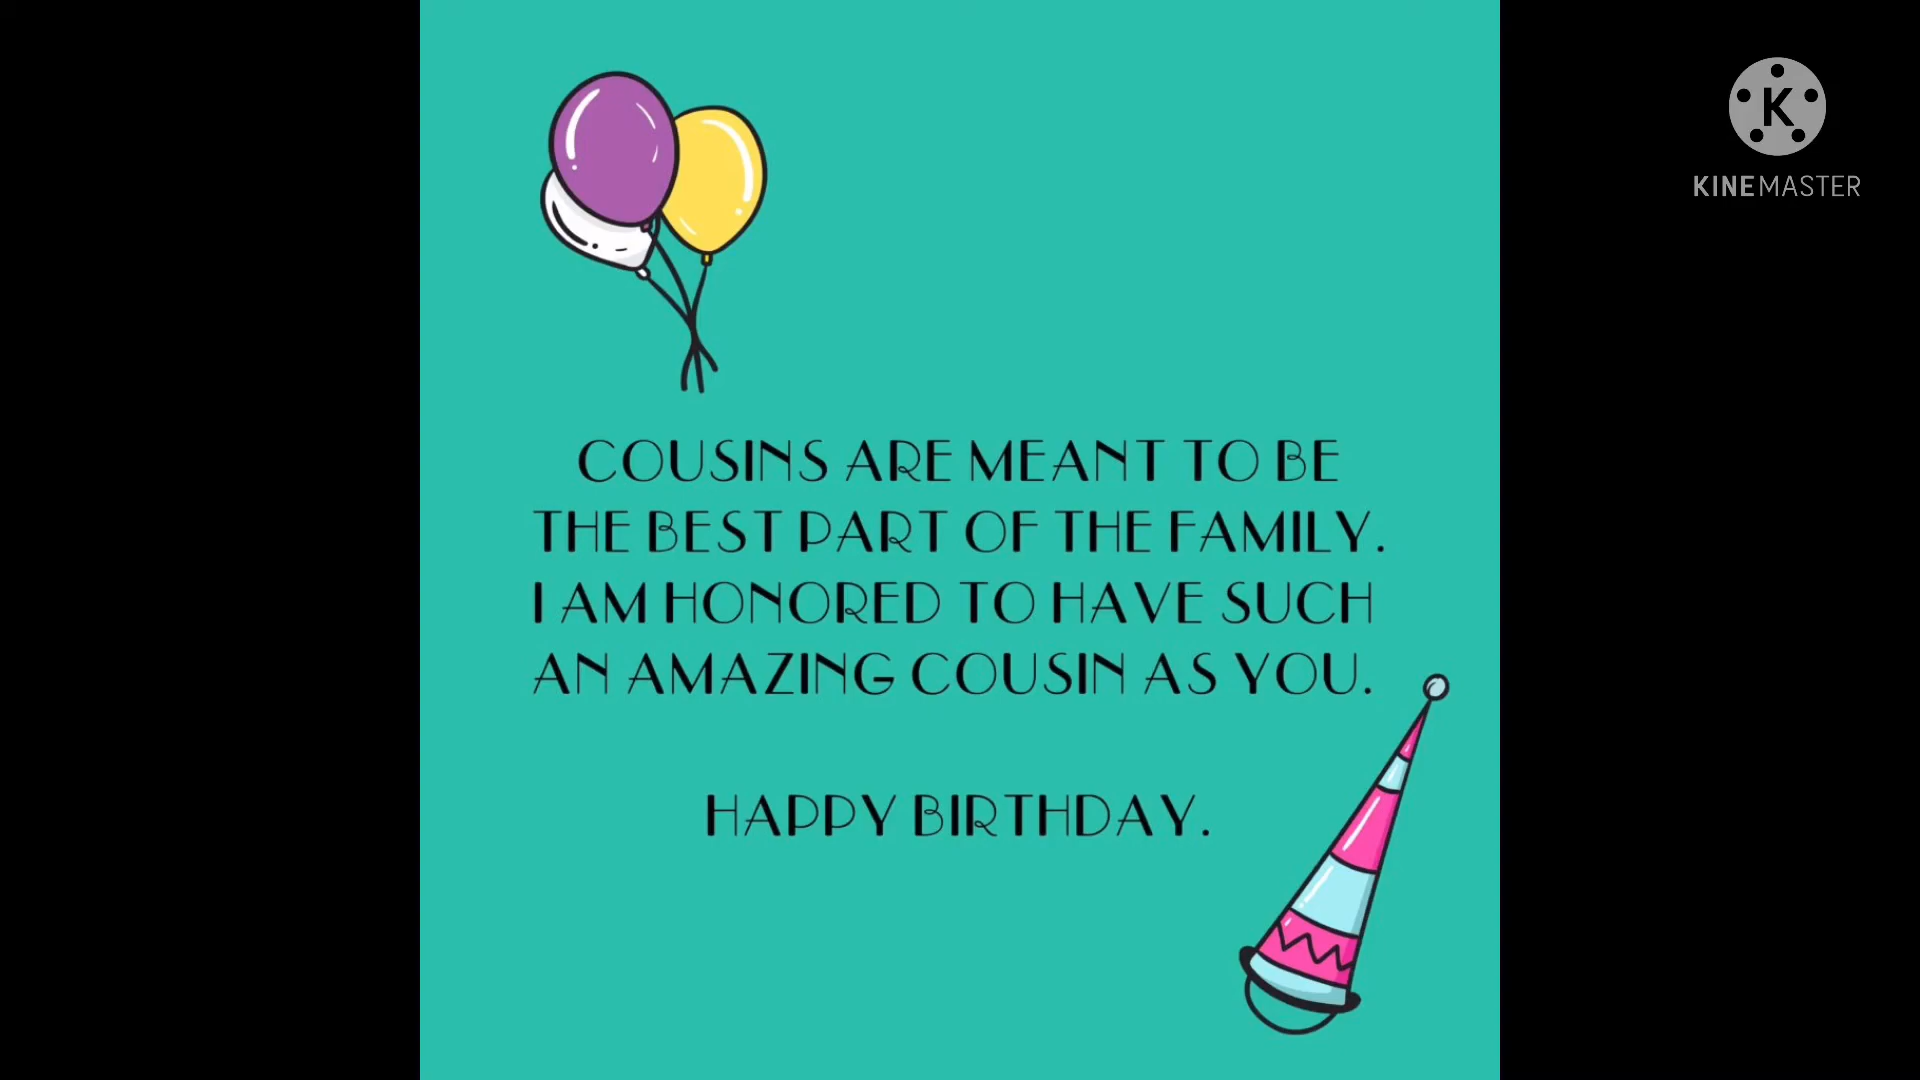 K
KINEMASTER
COUSINS ARE MEANT TO BE
THE BEST PART OF THE FAMILY.
I AM HONORED TO HAVE SUCH
AN AMAZING COUSIN AS YOU.
HAPPY BIRTHDAY.